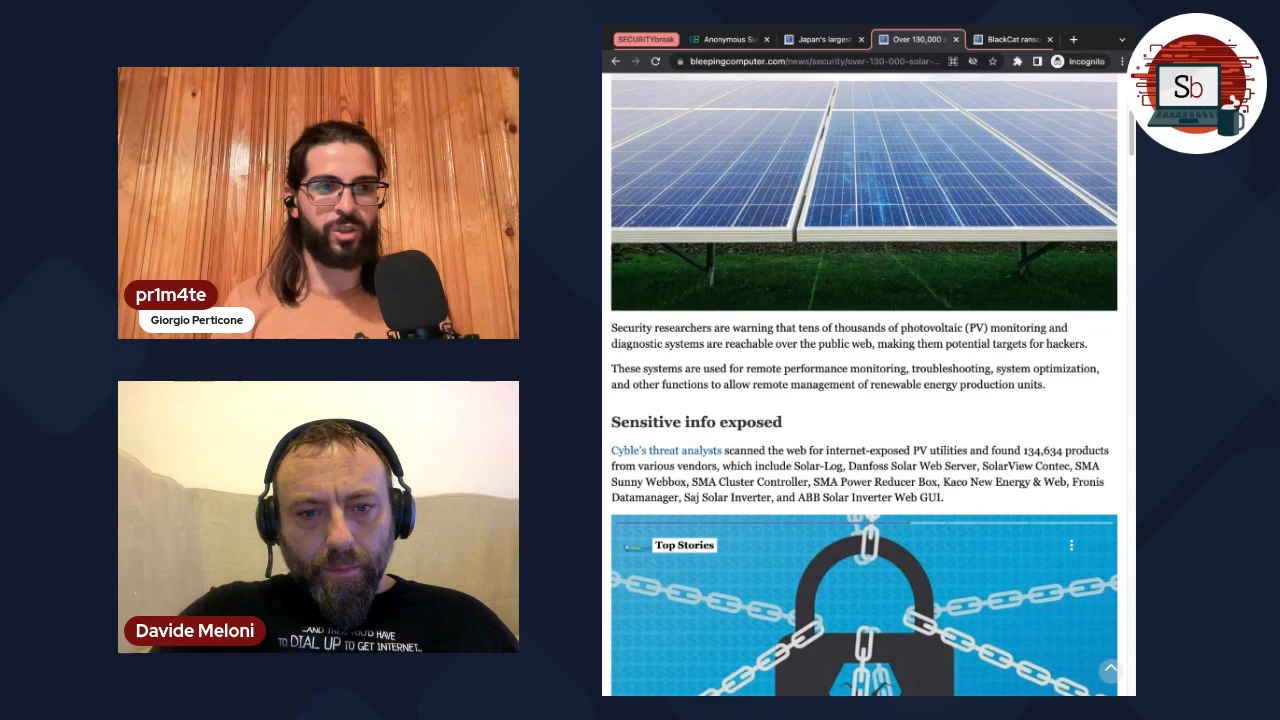 pr1m4te
Giorgio Perticone
...AND THEN YOU'D HAVE
TO DIAL UP TO GET INTERNET...
Davide Meloni
SECURITYbreak
Anonymous Su
Japan's largest
Over 130,000 s
BlackCat ranso
bleepingcomputer.com/news/security/over-130-000-solar-...
Incognito
Sb
Security researchers are warning that tens of thousands of photovoltaic (PV) monitoring and
diagnostic systems are reachable over the public web, making them potential targets for hackers.
These systems are used for remote performance monitoring, troubleshooting, system optimization,
and other functions to allow remote management of renewable energy production units.
Sensitive info exposed
Cyble's threat analysts scanned the web for internet-exposed PV utilities and found 134,634 products
from various vendors, which include Solar-Log, Danfoss Solar Web Server, SolarView Contec, SMA
Sunny Webbox, SMA Cluster Controller, SMA Power Reducer Box, Kaco New Energy & Web, Fronis
Datamanager, Saj Solar Inverter, and ABB Solar Inverter Web GUI.
Top Stories